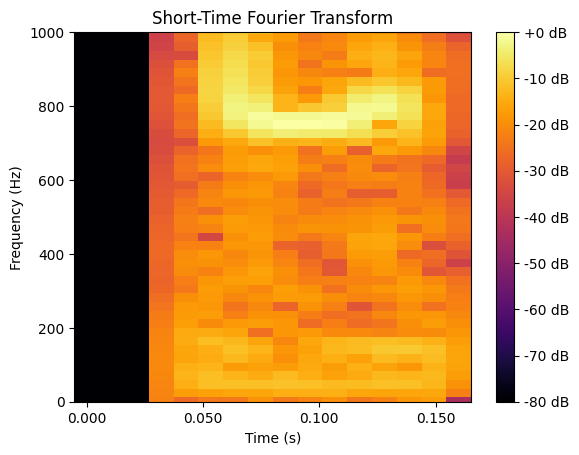 Short-Time Fourier Transform
1000
800
600
400
200
0
Frequency (Hz)
0.000
0.050
0.100
0.150
Time (s)
+0 dB
-10 dB
-20 dB
-30 dB
-40 dB
-50 dB
-60 dB
-70 dB
-80 dB